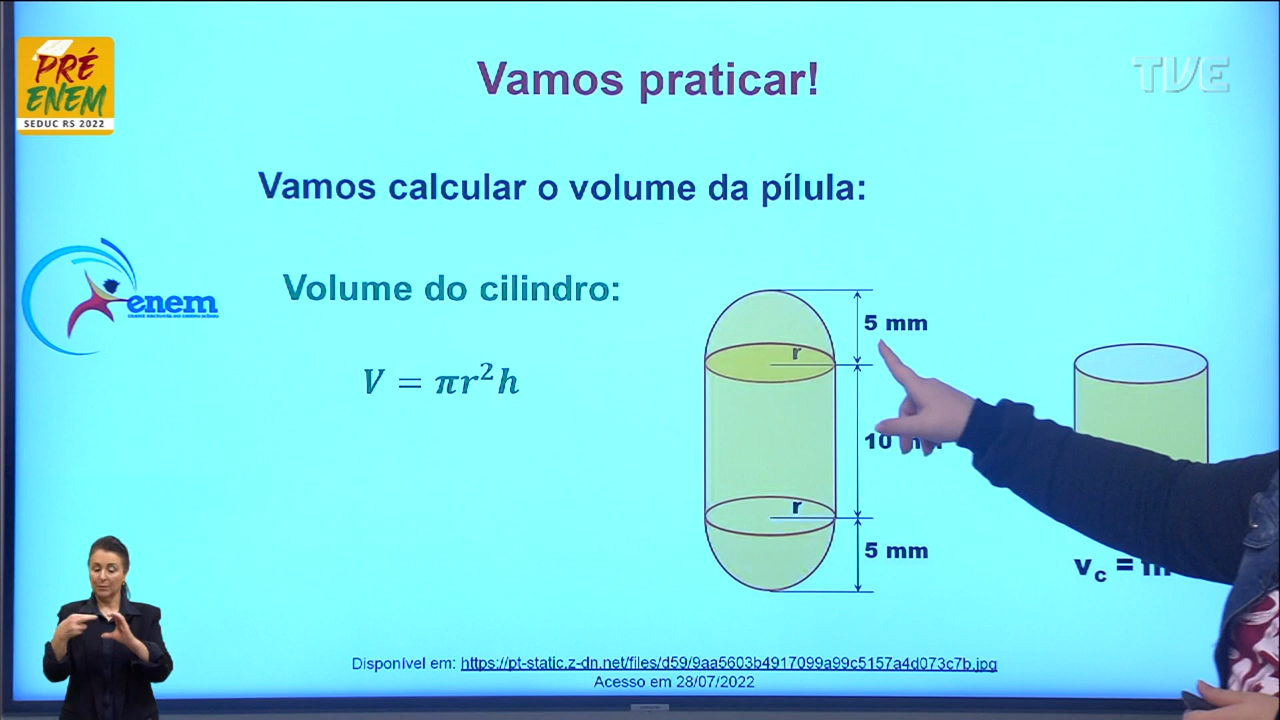 PRÉ
ENEM
SEDUC RS 2022
Vamos praticar!
TVE
Vamos calcular o volume da pílula:
enem
Volume do cilindro:
V = πr²h
r
5 mm
10
r
5 mm
v_c =
Disponível em: https://pt-static.z-dn.net/files/d59/9aa5603b4917099a99c5157a4d073c7b.jpg
Acesso em 28/07/2022